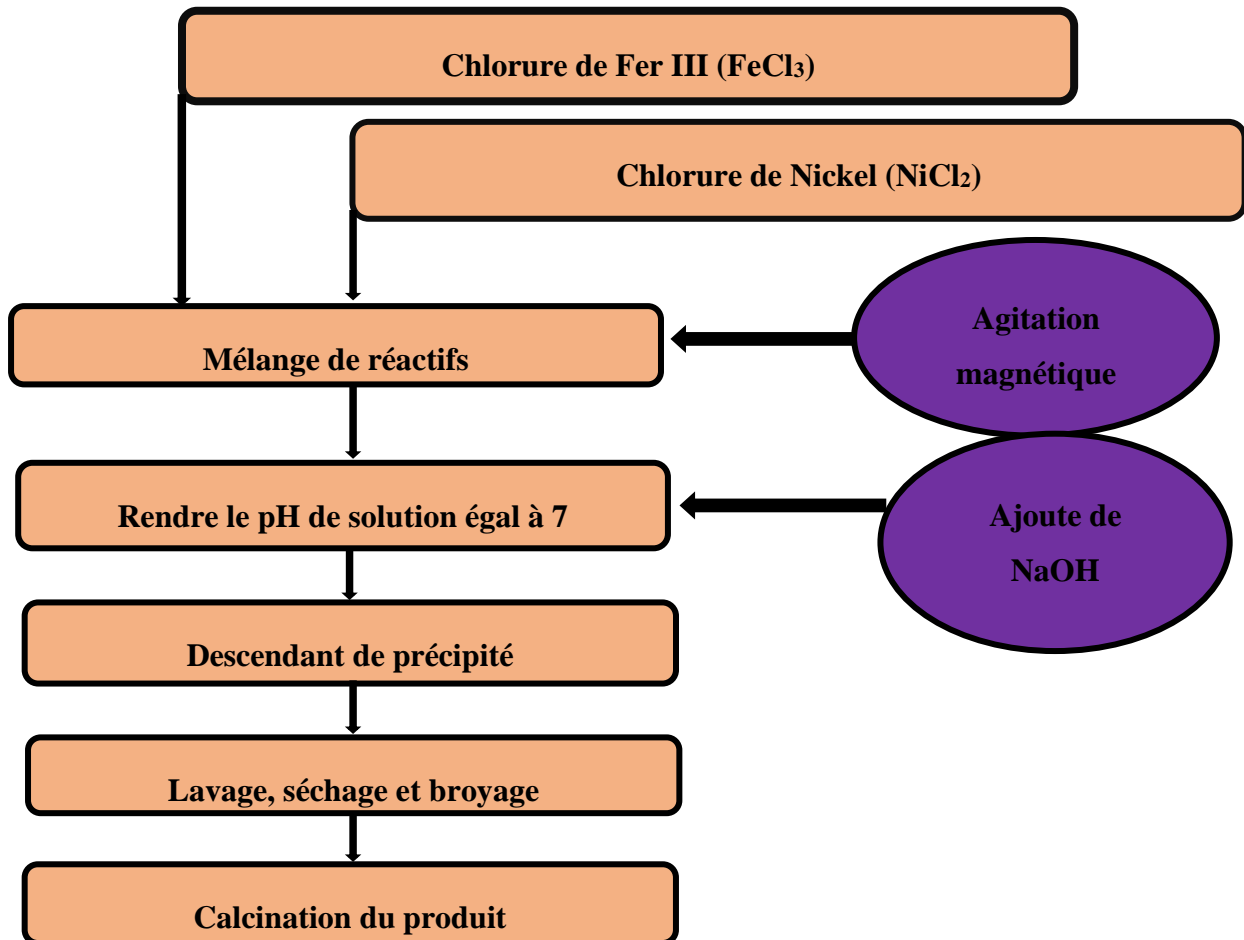 Chlorure de Fer III (FeCl₃)
Chlorure de Nickel (NiCl₂)
Agitation
magnétique
Mélange de réactifs
Rendre le pH de solution égal à 7
Ajoute de
NaOH
Descendant de précipité
Lavage, séchage et broyage
Calcination du produit